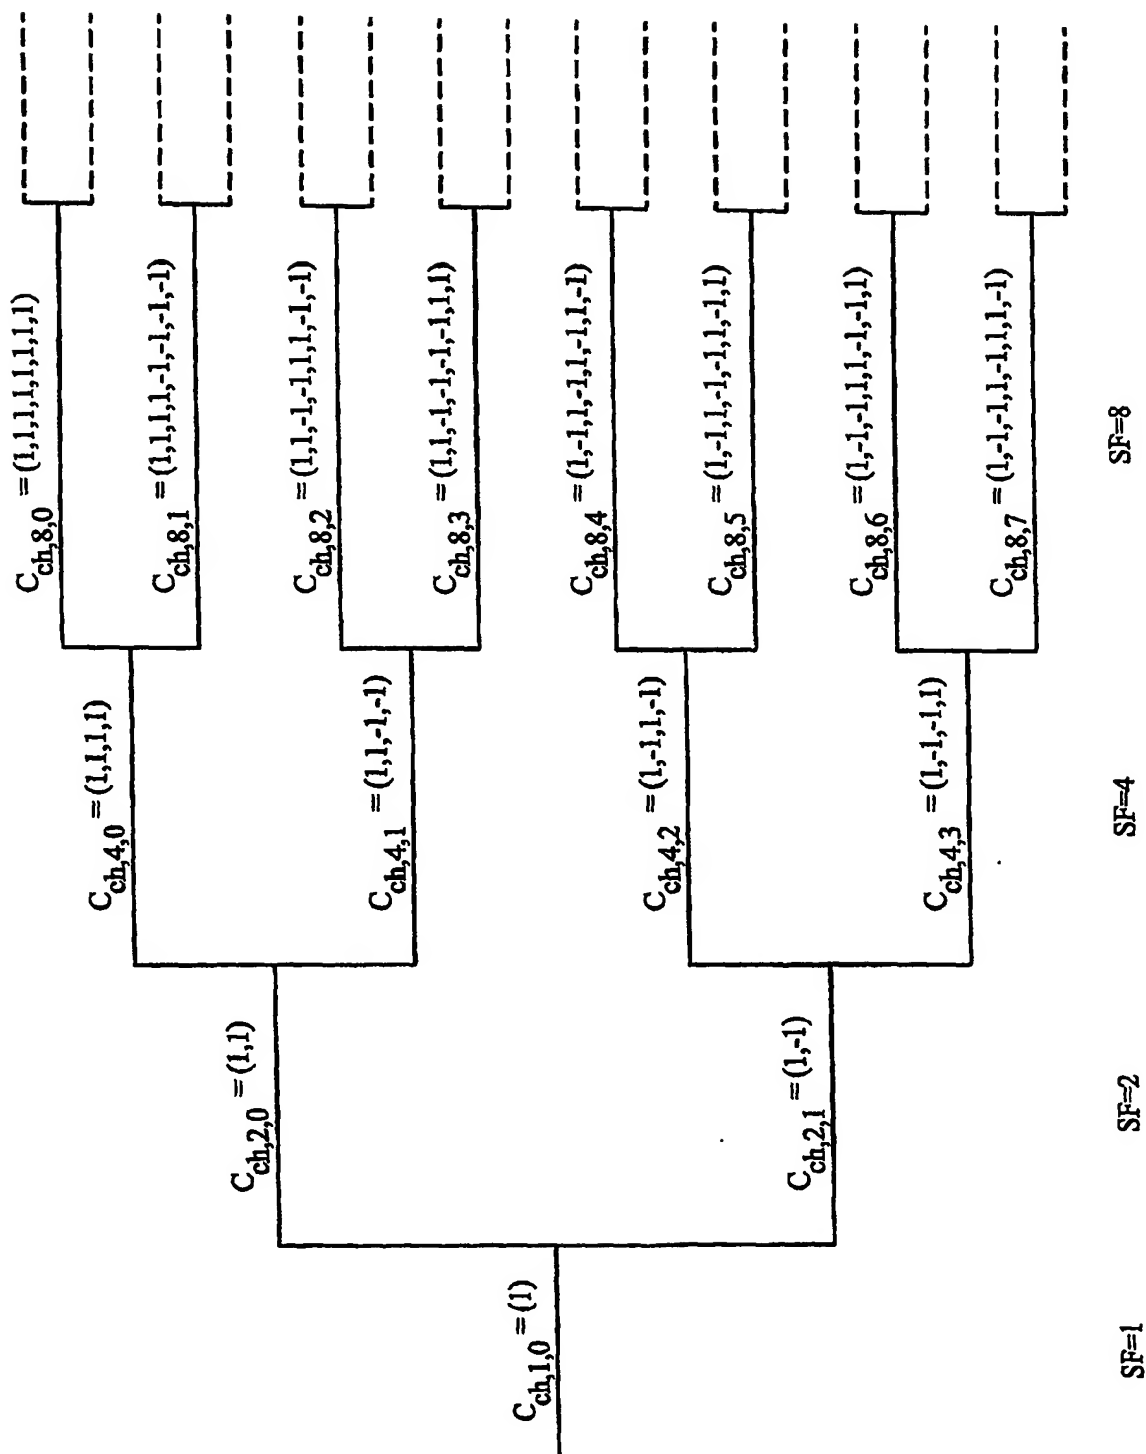 C_ch,1,0 = (1)
C_ch,2,0 = (1,1)
C_ch,2,1 = (1,-1)
C_ch,4,0 = (1,1,1,1)
C_ch,4,1 = (1,1,-1,-1)
C_ch,4,2 = (1,-1,1,-1)
C_ch,4,3 = (1,-1,-1,1)
C_ch,8,0 = (1,1,1,1,1,1,1,1)
C_ch,8,1 = (1,1,1,1,-1,-1,-1,-1)
C_ch,8,2 = (1,1,-1,-1,1,1,-1,-1)
C_ch,8,3 = (1,1,-1,-1,-1,-1,1,1)
C_ch,8,4 = (1,-1,1,-1,1,-1,1,-1)
C_ch,8,5 = (1,-1,1,-1,-1,1,-1,1)
C_ch,8,6 = (1,-1,-1,1,1,-1,-1,1)
C_ch,8,7 = (1,-1,-1,1,-1,1,1,-1)
SF=1
SF=2
SF=4
SF=8